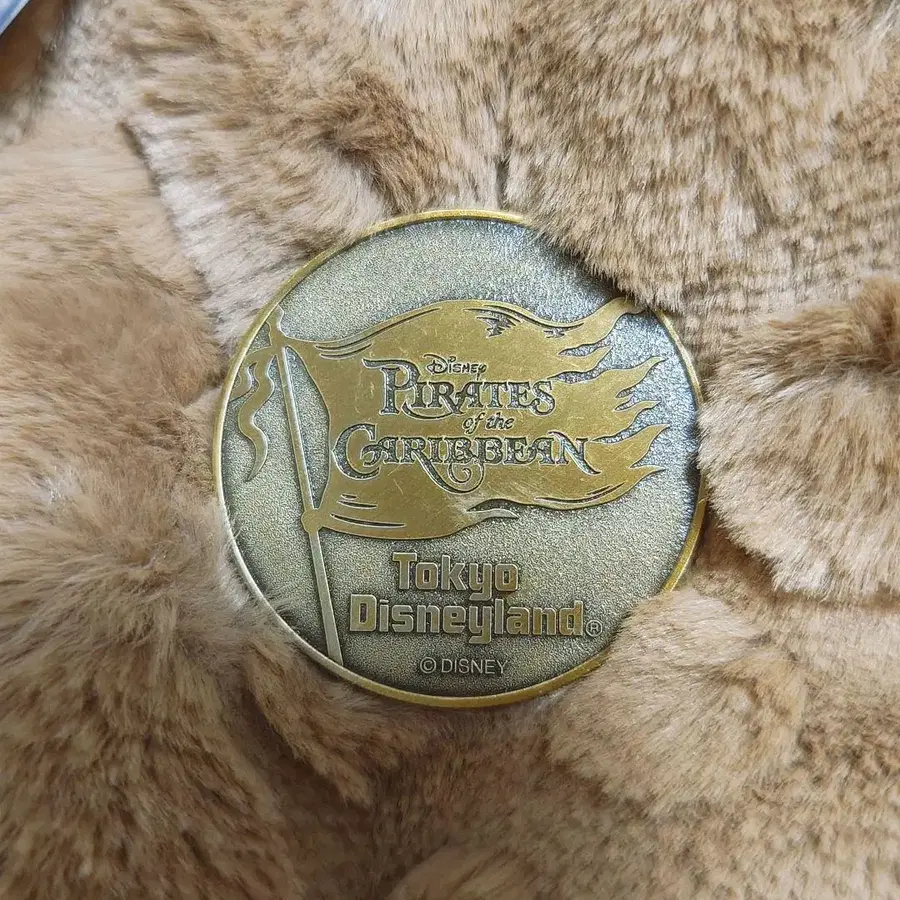 Disney
PIRATES
of the
CARIBBEAN
Tokyo
Disneyland®
© DISNEY